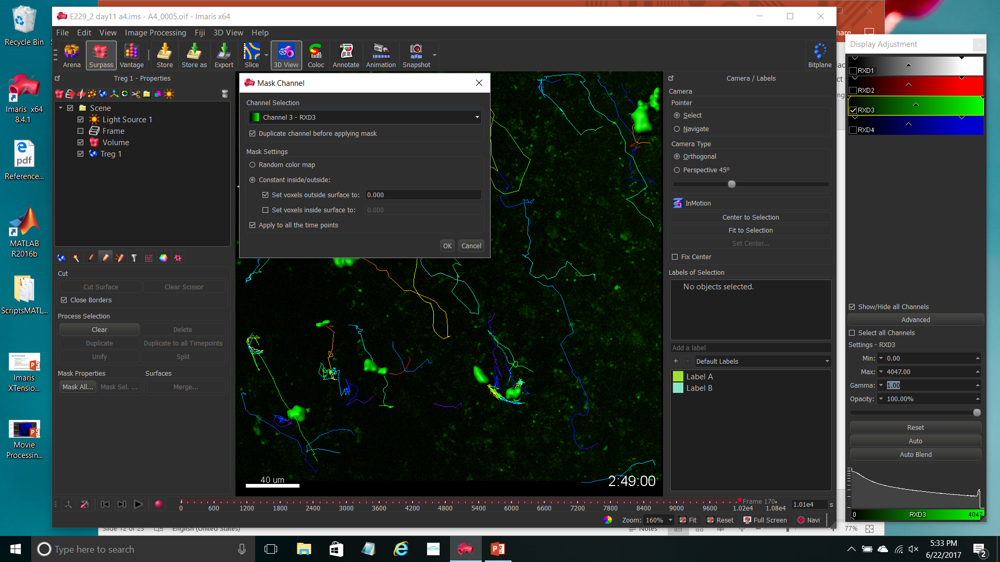 Recycle Bin
Imaris x64
8.4.1
Reference...
MATLAB
R2016b
ScriptsMATL...
Imaris
XTensio...
Movie
Processin...
E229_2 day11 a4.ims - A4_0005.oif - Imaris x64
File Edit View Image Processing Fiji 3D View Help
Arena Surpass Vantage Store Store as Export Slice 3D View Coloc Annotate Animation Snapshot Bitplane
Treg 1 - Properties
Scene
Light Source 1
Frame
Volume
Treg 1
Cut
Cut Surface Clear Scissor
Close Borders
Process Selection
Clear Delete
Duplicate Duplicate to all Timepoints
Unify Split
Mask Properties Surfaces
Mask All... Mask Sel. ... Merge...
Mask Channel
Channel Selection
Channel 3 - RXD3
Duplicate channel before applying mask
Mask Settings
Random color map
Constant inside/outside:
Set voxels outside surface to: 0.000
Set voxels inside surface to: 0.000
Apply to all the time points
OK Cancel
40 um
2:49:00
Camera / Labels
Camera
Pointer
Select
Navigate
Camera Type
Orthogonal
Perspective 45º
InMotion
Center to Selection
Fit to Selection
Set Center...
Fix Center
Labels of Selection
No objects selected.
Add a label
+ - Default Labels
Label A
Label B
0 600 1200 1800 2400 3000 3600 4200 4800 5400 6000 6600 7200 7800 8400 9000 9600 1.02e4 1.08e4
Frame 170
1.01e4 s
Zoom: 160% Fit Reset Full Screen Navi
hare
Display Adjustment
RXD1
RXD2
RXD3
RXD4
Show/Hide all Channels
Advanced
Select all Channels
Settings - RXD3
Min: 0.00
Max: 4047.00
Gamma: 1.00
Opacity: 100.00%
Reset
Auto
Auto Blend
0 RXD3 4047
Slide 12 of 23 English (United States) Notes 77%
Type here to search
5:33 PM
6/22/2017
2